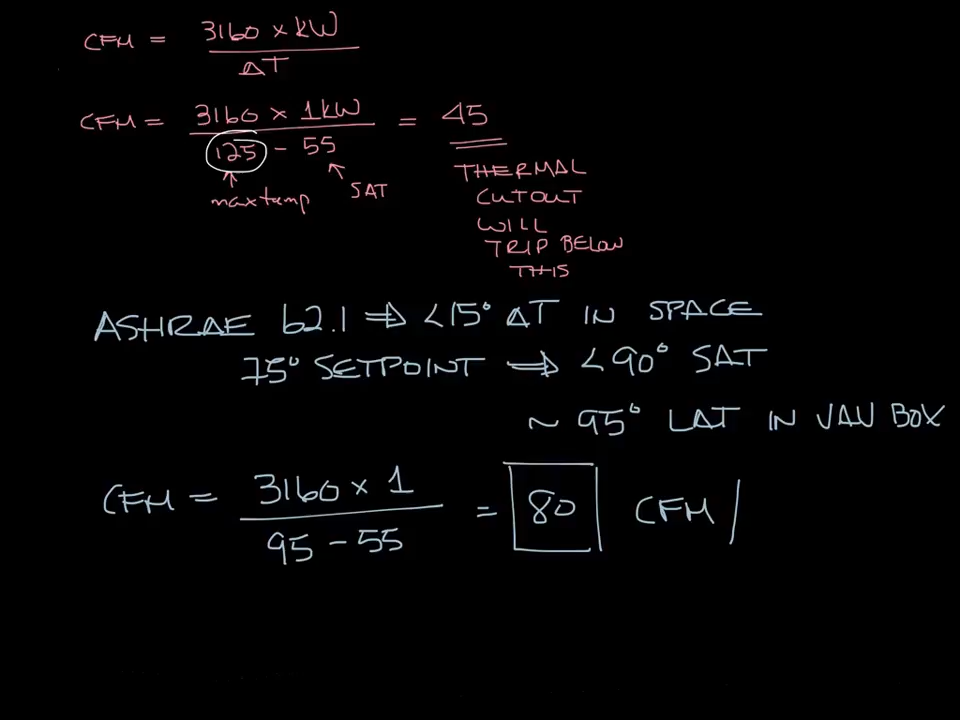 CFM = 3160 x KW
ΔT
CFM = 3160 x 1KW = 45
125 - 55
max temp SAT
THERMAL
CUTOUT
WILL
TRIP BELOW
THIS
ASHRAE 62.1 ⇒ <15° ΔT IN SPACE
75° SETPOINT ⇒ <90° SAT
~ 95° LAT IN VAV BOX
CFM = 3160 x 1 = 80 CFM/
95 - 55